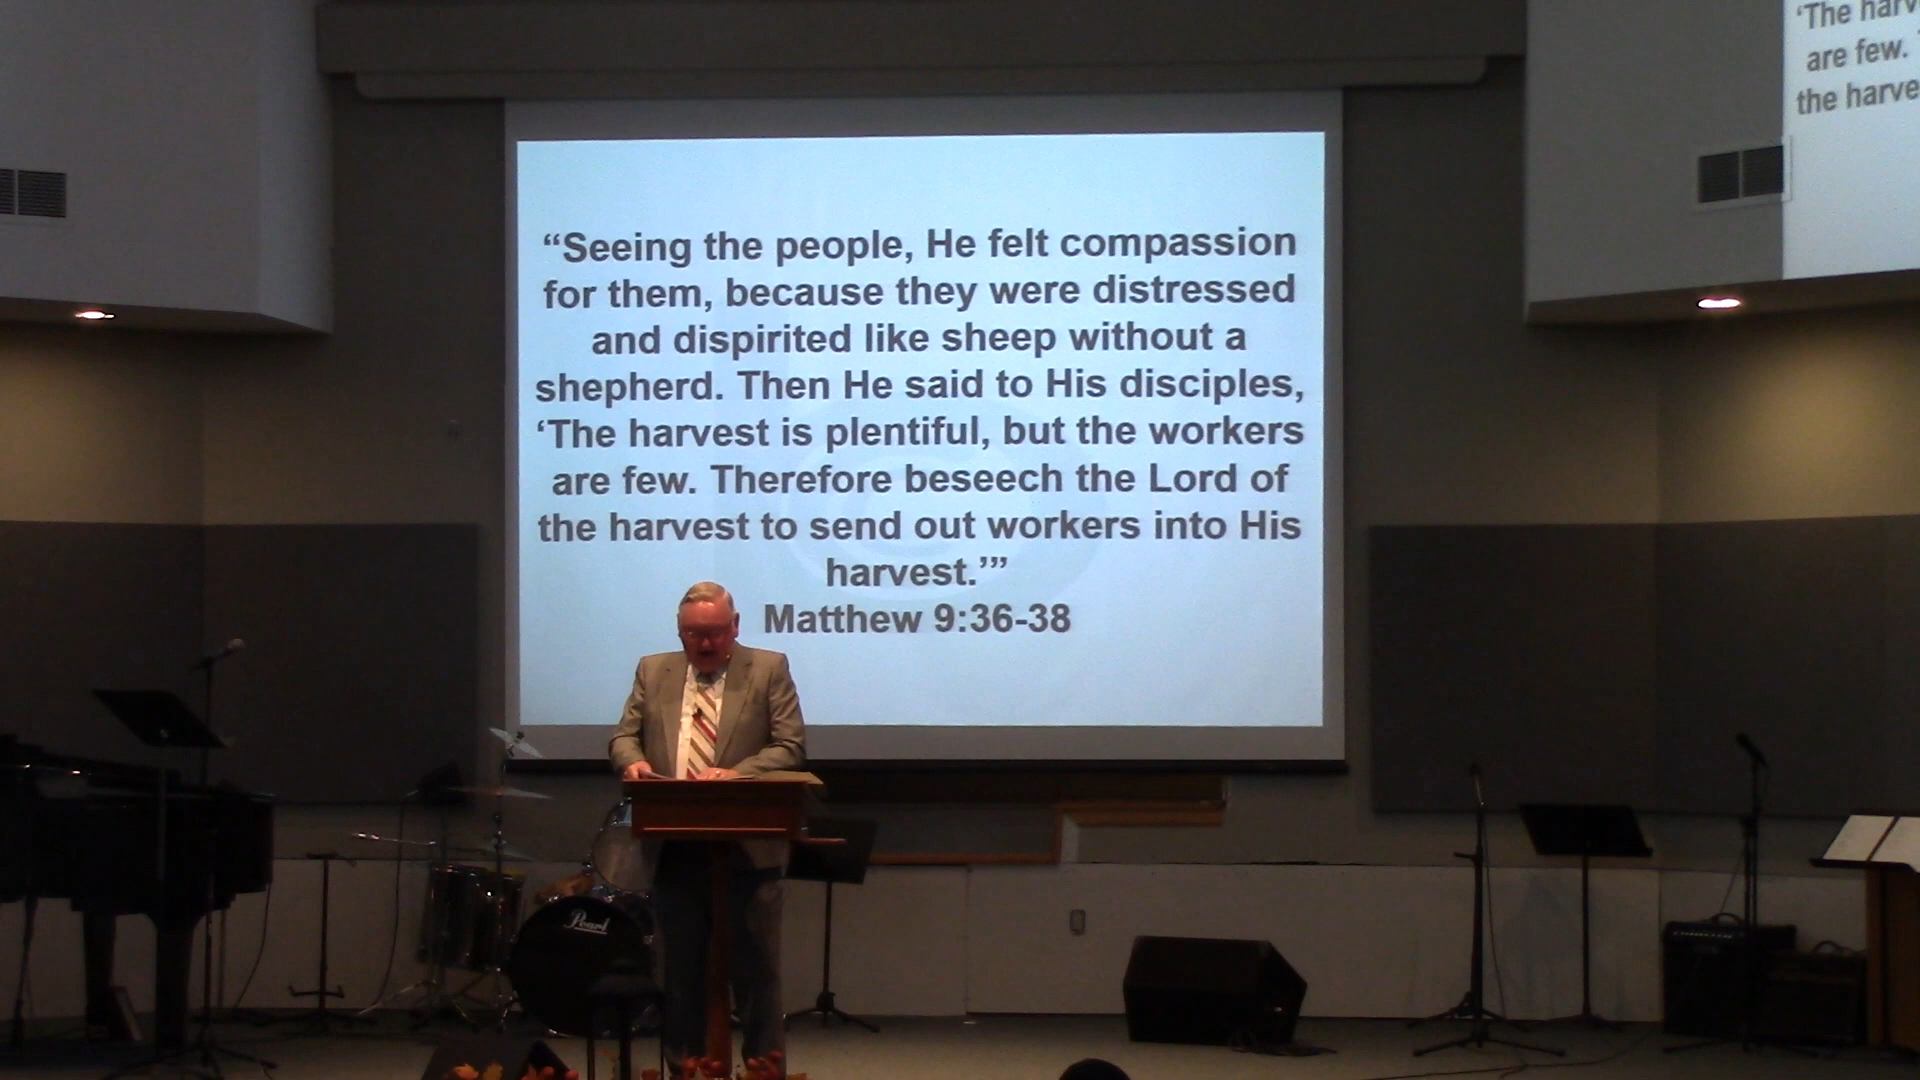 “Seeing the people, He felt compassion
for them, because they were distressed
and dispirited like sheep without a
shepherd. Then He said to His disciples,
‘The harvest is plentiful, but the workers
are few. Therefore beseech the Lord of
the harvest to send out workers into His
harvest.’”
Matthew 9:36-38
‘The harv
are few.
the harve
Pearl